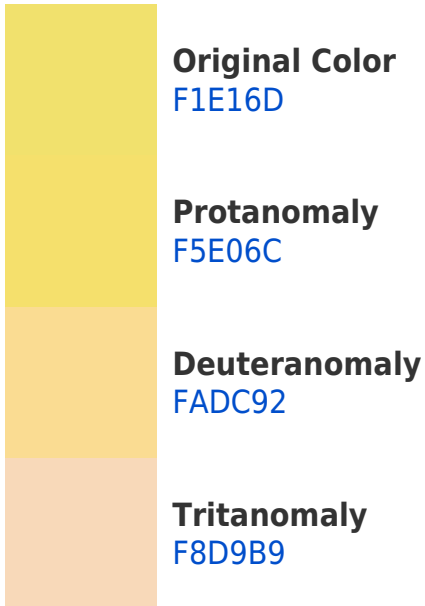 Original Color
F1E16D
Protanomaly
F5E06C
Deuteranomaly
FADC92
Tritanomaly
F8D9B9